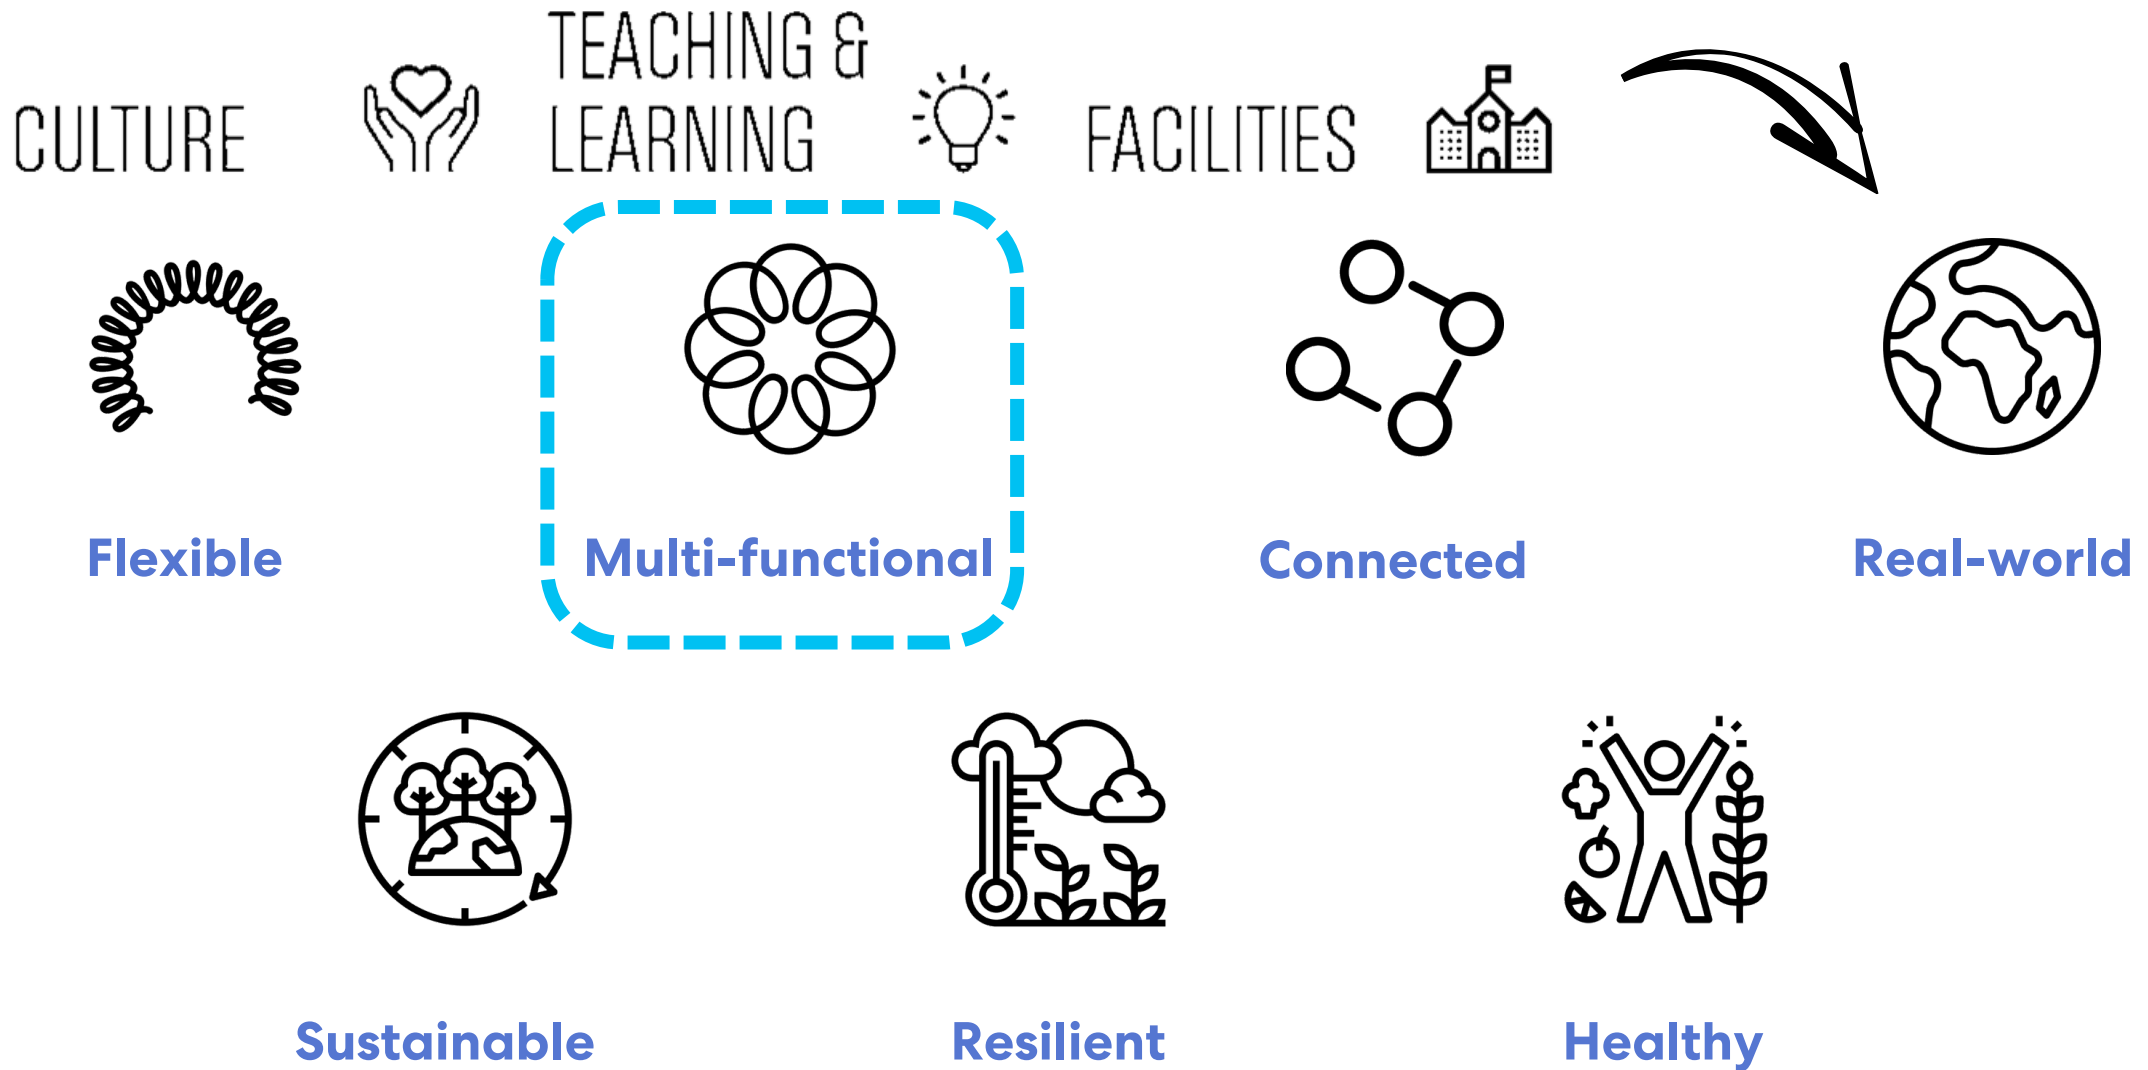 CULTURE
TEACHING &
LEARNING
FACILITIES
Flexible
Multi-functional
Connected
Real-world
Sustainable
Resilient
Healthy